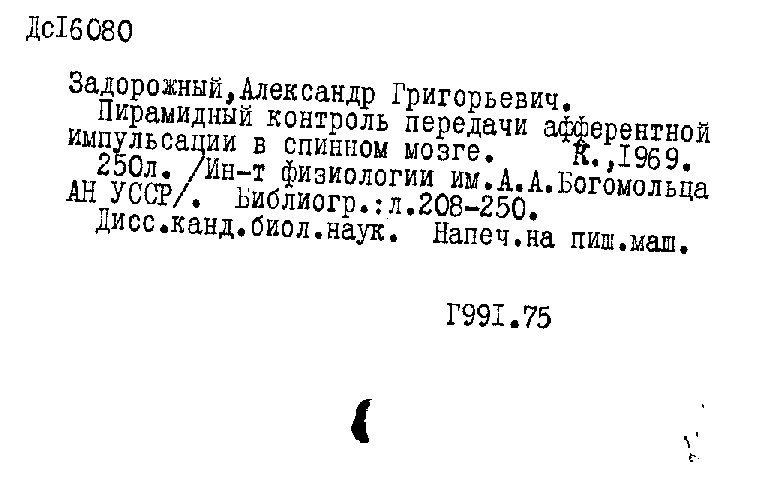 ДсI6080
Задорожный,Александр Григорьевич.
Пирамидный контроль передачи афферентной
импульсации в спинном мозге. К.,I969.
250л. /Ин-т физиологии им.А.А.Богомольца
АН УССР/. Библиогр.:л.208-250.
Дисс.канд.биол.наук. Напеч.на пиш.маш.
Г99I.75